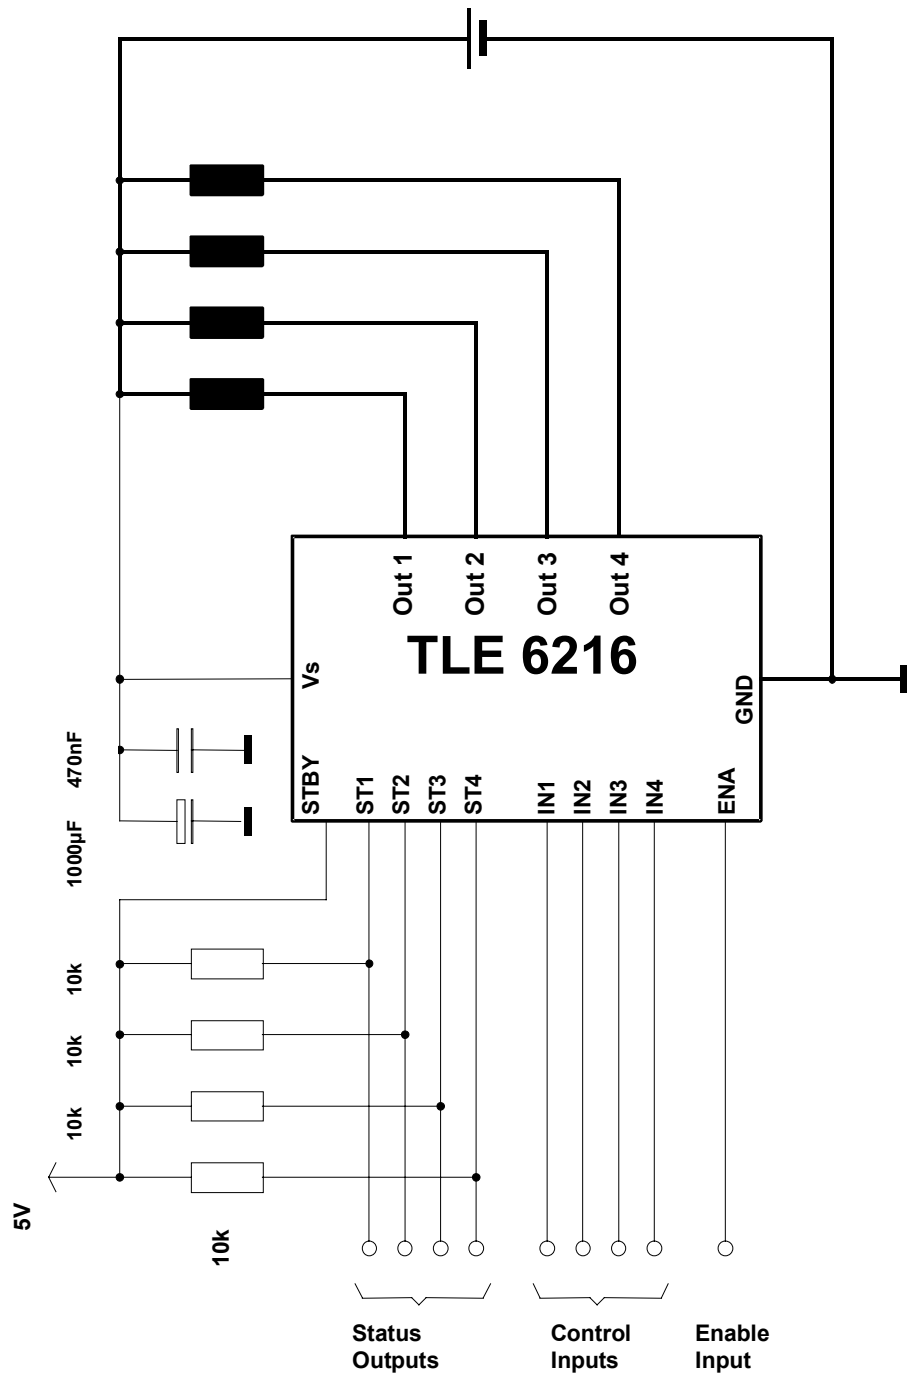 Out 1
Out 2
Out 3
Out 4
TLE 6216
Vs
GND
470nF
1000µF
STBY
ST1
ST2
ST3
ST4
IN1
IN2
IN3
IN4
ENA
10k
10k
10k
10k
5V
Status
Outputs
Control
Inputs
Enable
Input